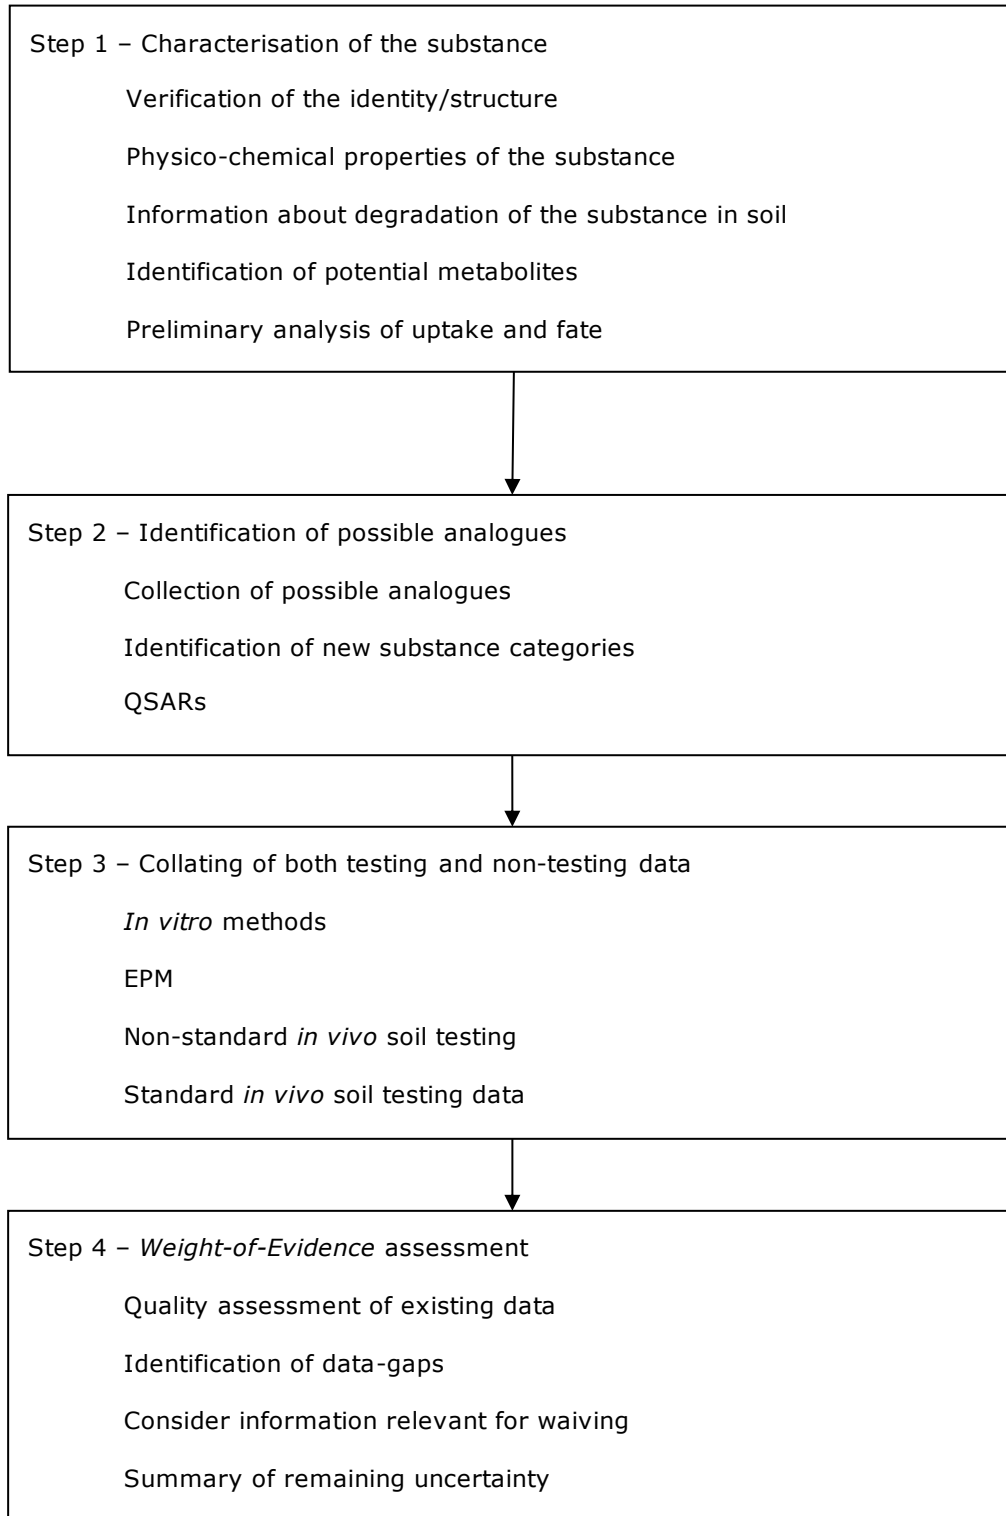 Step 1 – Characterisation of the substance
Verification of the identity/structure
Physico-chemical properties of the substance
Information about degradation of the substance in soil
Identification of potential metabolites
Preliminary analysis of uptake and fate
Step 2 – Identification of possible analogues
Collection of possible analogues
Identification of new substance categories
QSARs
Step 3 – Collating of both testing and non-testing data
In vitro methods
EPM
Non-standard in vivo soil testing
Standard in vivo soil testing data
Step 4 – Weight-of-Evidence assessment
Quality assessment of existing data
Identification of data-gaps
Consider information relevant for waiving
Summary of remaining uncertainty